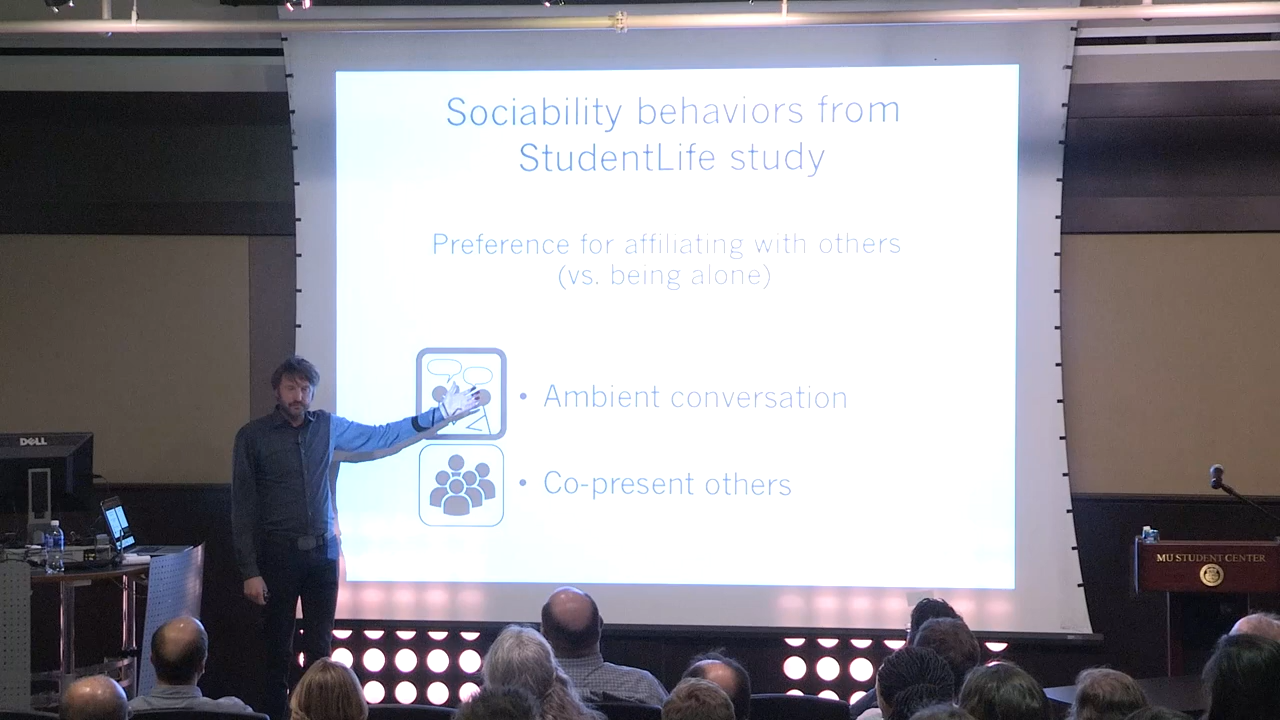 Sociability behaviors from
StudentLife study
Preference for affiliating with others
(vs. being alone)
• Ambient conversation
• Co-present others
DELL
MU STUDENT CENTER